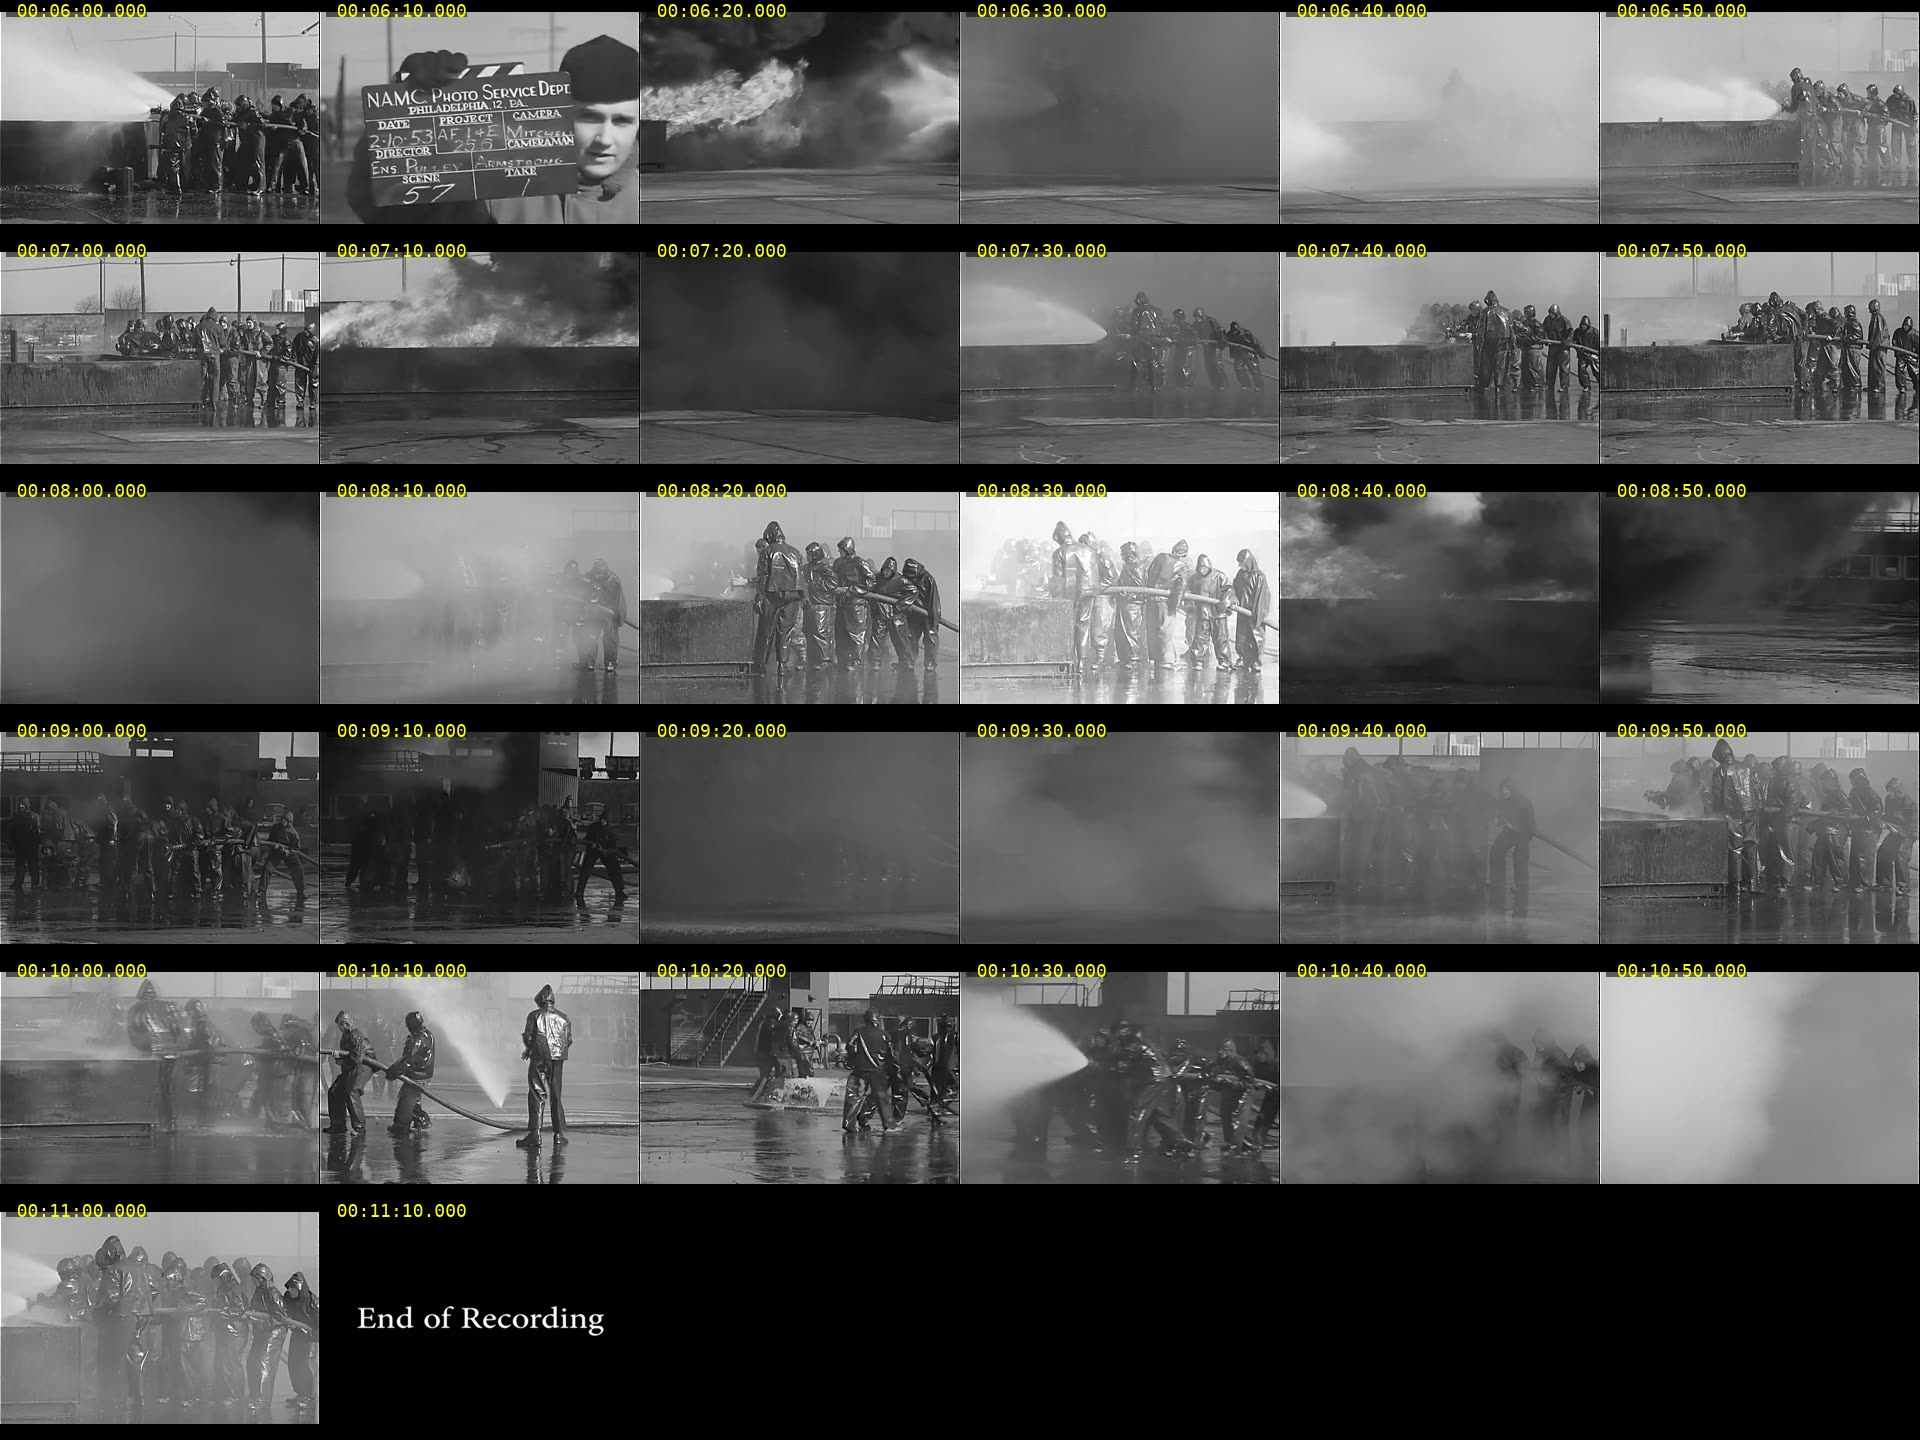 00:06:00.000 00:06:10.000 00:06:20.000 00:06:30.000 00:06:40.000 00:06:50.000
NAMC PHOTO SERVICE DEPT.
PHILADELPHIA, 12, PA.
DATE PROJECT CAMERA
2-10-53 AF 14E MITCHELL
DIRECTOR 256 CAMERAMAN
ENS ARMSTRONG
SCENE TAKE
57 1
00:07:00.000 00:07:10.000 00:07:20.000 00:07:30.000 00:07:40.000 00:07:50.000
00:08:00.000 00:08:10.000 00:08:20.000 00:08:30.000 00:08:40.000 00:08:50.000
00:09:00.000 00:09:10.000 00:09:20.000 00:09:30.000 00:09:40.000 00:09:50.000
00:10:00.000 00:10:10.000 00:10:20.000 00:10:30.000 00:10:40.000 00:10:50.000
00:11:00.000 00:11:10.000
End of Recording